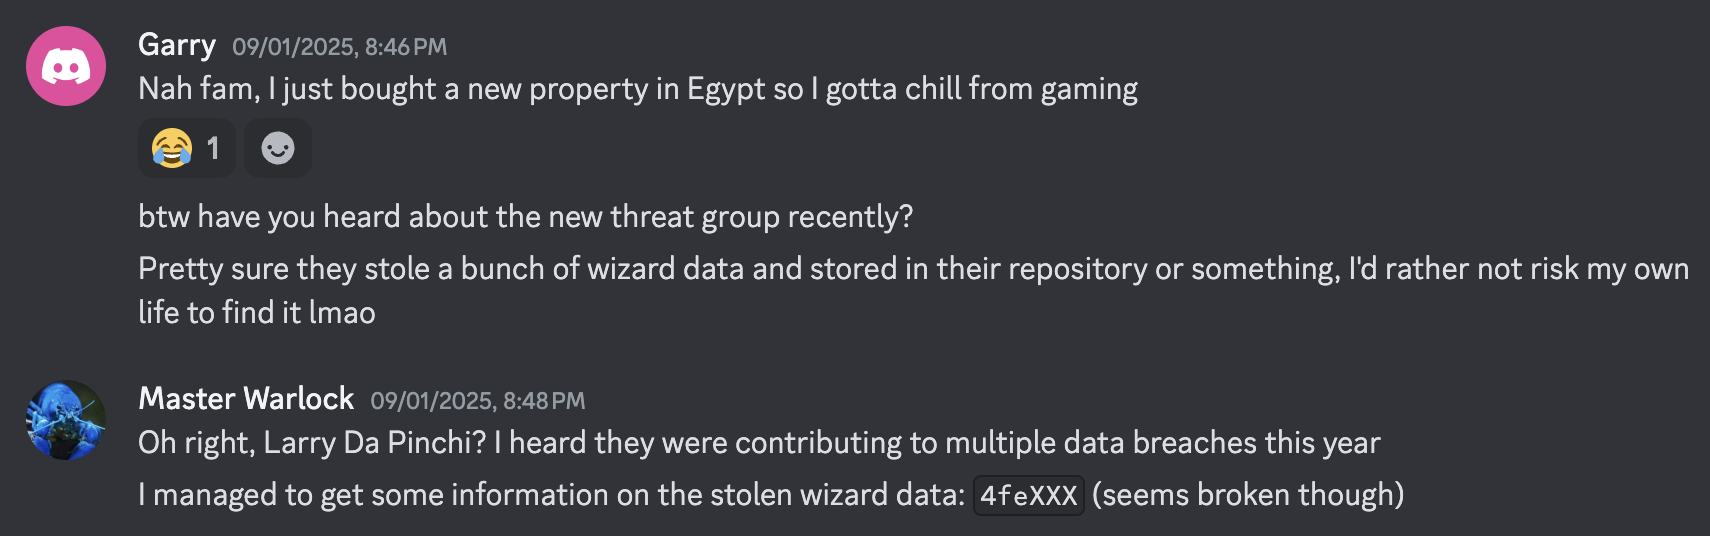 Garry 09/01/2025, 8:46 PM
Nah fam, I just bought a new property in Egypt so I gotta chill from gaming
😂 1
btw have you heard about the new threat group recently?
Pretty sure they stole a bunch of wizard data and stored in their repository or something, I'd rather not risk my own
life to find it lmao
Master Warlock 09/01/2025, 8:48 PM
Oh right, Larry Da Pinchi? I heard they were contributing to multiple data breaches this year
I managed to get some information on the stolen wizard data: 4feXXX (seems broken though)